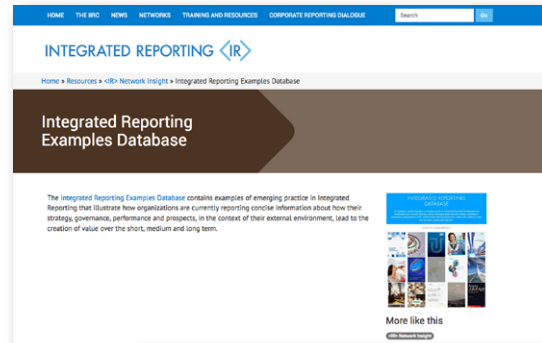 HOME THE IIRC NEWS NETWORKS TRAINING AND RESOURCES CORPORATE REPORTING DIALOGUE Search Go
INTEGRATED REPORTING <IR>
Home » Resources » <IR> Network Insight » Integrated Reporting Examples Database
Integrated Reporting
Examples Database
The Integrated Reporting Examples Database contains examples of emerging practice in Integrated
Reporting that illustrate how organizations are currently reporting concise information about how their
strategy, governance, performance and prospects, in the context of their external environment, lead to the
creation of value over the short, medium and long term.
INTEGRATED REPORTING
DATABASE
More like this
<IR> Network Insight